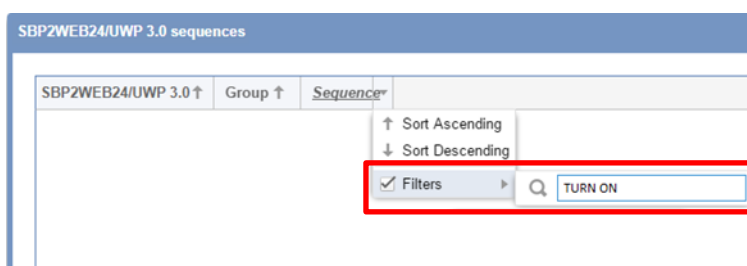 SBP2WEB24/UWP 3.0 sequences
SBP2WEB24/UWP 3.0↑ Group ↑ Sequence
↑ Sort Ascending
↓ Sort Descending
Filters TURN ON